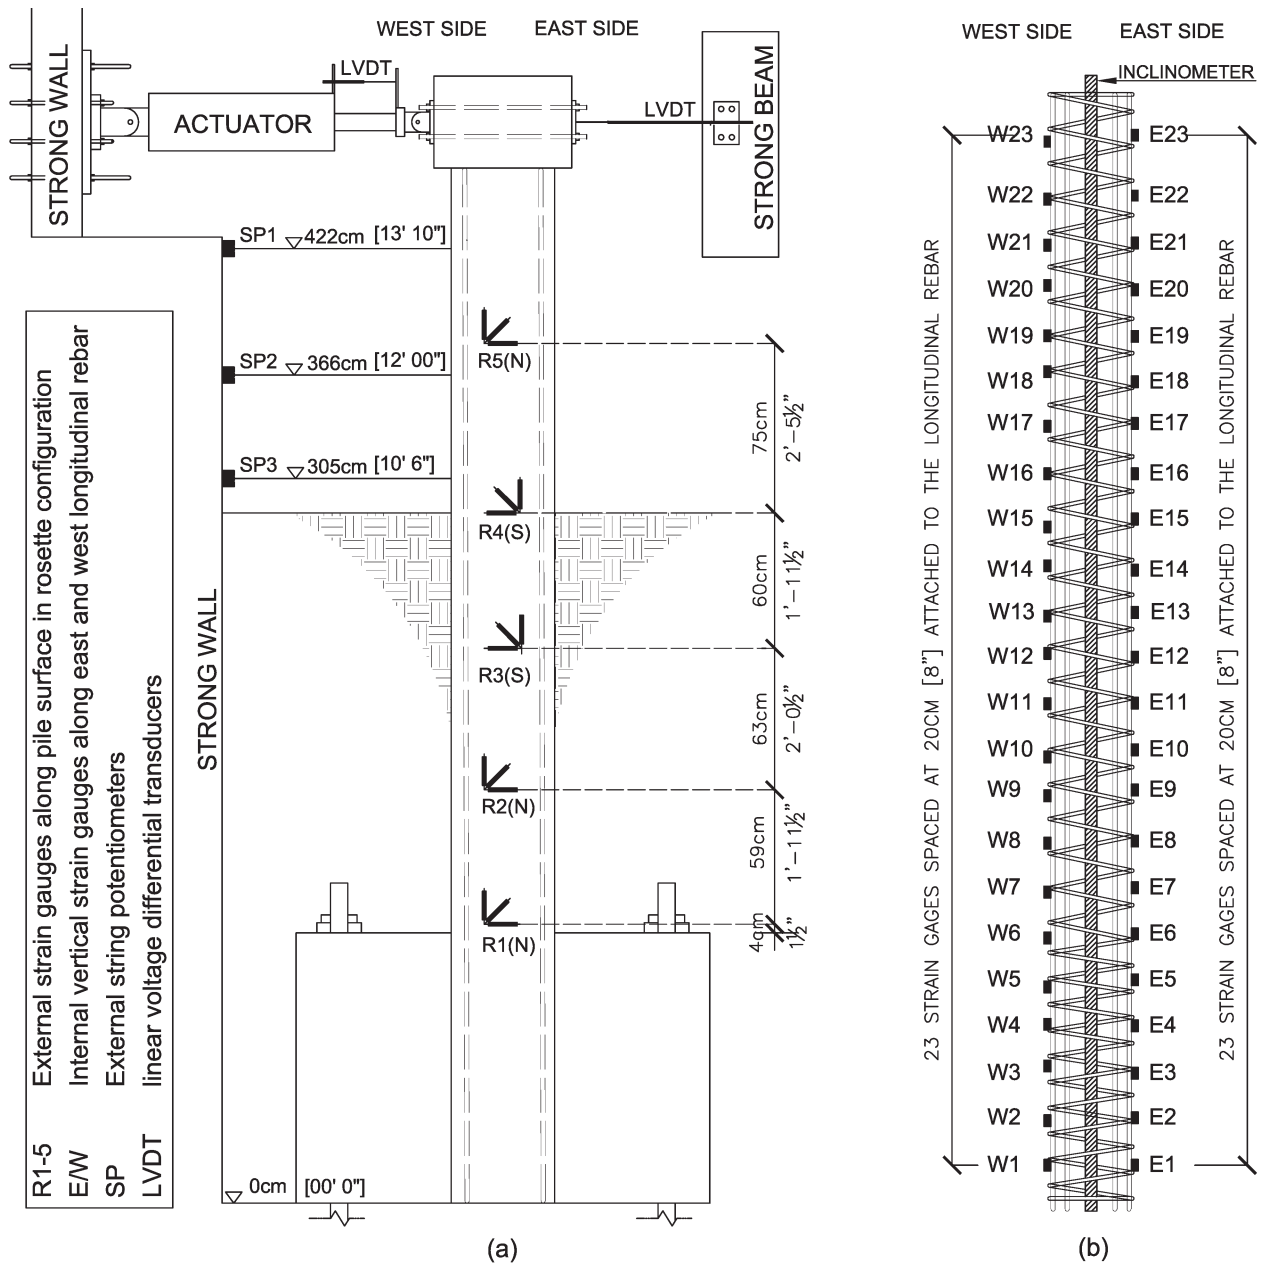 WEST SIDE
EAST SIDE
STRONG WALL
LVDT
ACTUATOR
LVDT
STRONG BEAM
SP1 422cm [13' 10"]
SP2 366cm [12' 00"]
SP3 305cm [10' 6"]
R5(N)
R4(S)
R3(S)
R2(N)
R1(N)
75cm
2'-5½"
60cm
1'-11½"
63cm
2'-0½"
59cm
1'-11½"
4cm
1½"
STRONG WALL
0cm [00' 0"]
R1-5 External strain gauges along pile surface in rosette configuration
E/W Internal vertical strain gauges along east and west longitudinal rebar
SP External string potentiometers
LVDT linear voltage differential transducers
(a)
WEST SIDE
EAST SIDE
INCLINOMETER
W23 E23
W22 E22
W21 E21
W20 E20
W19 E19
W18 E18
W17 E17
W16 E16
W15 E15
W14 E14
W13 E13
W12 E12
W11 E11
W10 E10
W9 E9
W8 E8
W7 E7
W6 E6
W5 E5
W4 E4
W3 E3
W2 E2
W1 E1
23 STRAIN GAGES SPACED AT 20CM [8"] ATTACHED TO THE LONGITUDINAL REBAR
23 STRAIN GAGES SPACED AT 20CM [8"] ATTACHED TO THE LONGITUDINAL REBAR
(b)